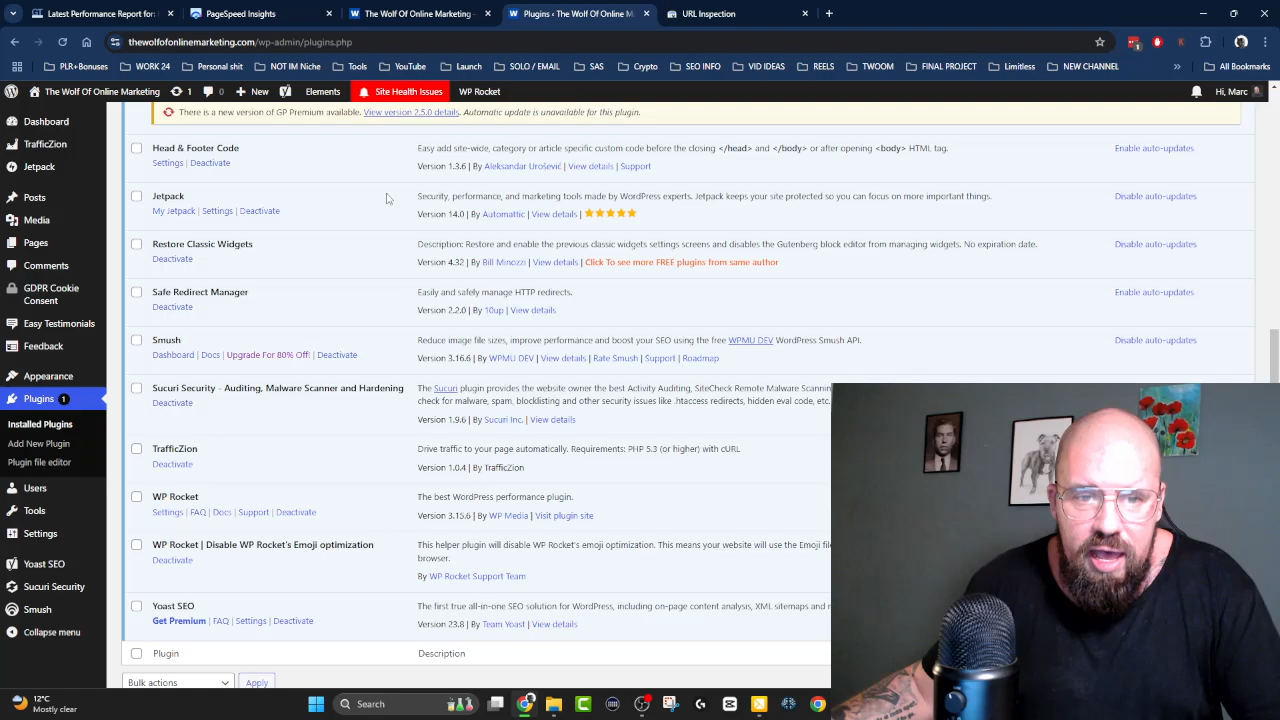 Latest Performance Report for:
PageSpeed Insights
The Wolf Of Online Marketing -
Plugins ‹ The Wolf Of Online M
URL Inspection
thewolfofonlinemarketing.com/wp-admin/plugins.php
PLR+Bonuses
WORK 24
Personal shit
NOT IM Niche
Tools
YouTube
Launch
SOLO / EMAIL
SAS
Crypto
SEO INFO
VID IDEAS
REELS
TWOOM
FINAL PROJECT
Limitless
NEW CHANNEL
All Bookmarks
The Wolf Of Online Marketing 1 0 + New Elements Site Health Issues WP Rocket Hi, Marc
There is a new version of GP Premium available. View version 2.5.0 details. Automatic update is unavailable for this plugin.
Dashboard
TrafficZion
Jetpack
Posts
Media
Pages
Comments
GDPR Cookie
Consent
Easy Testimonials
Feedback
Appearance
Plugins 1
Installed Plugins
Add New Plugin
Plugin file editor
Users
Tools
Settings
Yoast SEO
Sucuri Security
Smush
Collapse menu
Head & Footer Code
Settings | Deactivate
Easy add site-wide, category or article specific custom code before the closing </head> and </body> or after opening <body> HTML tag.
Version 1.3.6 | By Aleksandar Urošević | View details | Support
Enable auto-updates
Jetpack
My Jetpack | Settings | Deactivate
Security, performance, and marketing tools made by WordPress experts. Jetpack keeps your site protected so you can focus on more important things.
Version 14.0 | By Automattic | View details | ★★★★★
Disable auto-updates
Restore Classic Widgets
Deactivate
Description: Restore and enable the previous classic widgets settings screens and disables the Gutenberg block editor from managing widgets. No expiration date.
Version 4.32 | By Bill Minozzi | View details | Click To see more FREE plugins from same author
Disable auto-updates
Safe Redirect Manager
Deactivate
Easily and safely manage HTTP redirects.
Version 2.2.0 | By 10up | View details
Enable auto-updates
Smush
Dashboard | Docs | Upgrade For 80% Off! | Deactivate
Reduce image file sizes, improve performance and boost your SEO using the free WPMU DEV WordPress Smush API.
Version 3.16.6 | By WPMU DEV | View details | Rate Smush | Support | Roadmap
Disable auto-updates
Sucuri Security - Auditing, Malware Scanner and Hardening
Deactivate
The Sucuri plugin provides the website owner the best Activity Auditing, SiteCheck Remote Malware Scannin
check for malware, spam, blocklisting and other security issues like .htaccess redirects, hidden eval code, etc.
Version 1.9.6 | By Sucuri Inc. | View details
TrafficZion
Deactivate
Drive traffic to your page automatically. Requirements: PHP 5.3 (or higher) with cURL
Version 1.0.4 | By TrafficZion
WP Rocket
Settings | FAQ | Docs | Support | Deactivate
The best WordPress performance plugin.
Version 3.15.6 | By WP Media | Visit plugin site
WP Rocket | Disable WP Rocket's Emoji optimization
Deactivate
This helper plugin will disable WP Rocket's emoji optimization. This means your website will use the Emoji fil
browser.
By WP Rocket Support Team
Yoast SEO
Get Premium | FAQ | Settings | Deactivate
The first true all-in-one SEO solution for WordPress, including on-page content analysis, XML sitemaps and
Version 23.8 | By Team Yoast | View details
Plugin
Description
Bulk actions
Apply
12°C
Mostly clear
Search